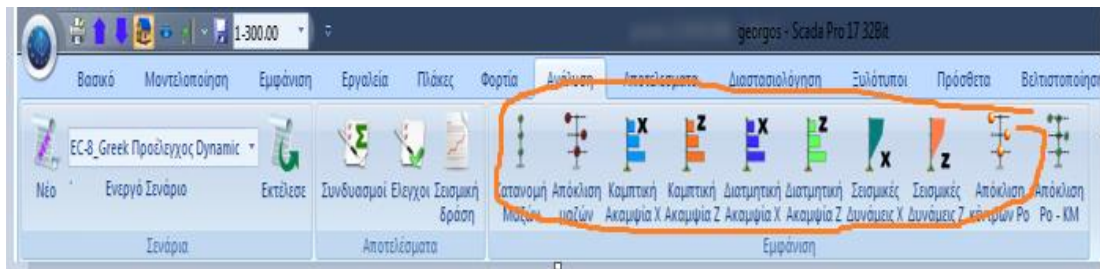 1-300.00
georgos - Scada Pro 17 32Bit
Βασικό Μοντελοποίηση Εμφάνιση Εργαλεία Πλάκες Φορτία Ανάλυση Αποτελέσματα Διαστασιολόγηση Ξυλότυποι Πρόσθετα Βελτιστοποίησ
X Z X Z X Z
EC-8_Greek Προέλεγχος Dynamic
Νέο Ενεργό Σενάριο Εκτέλεσε Συνδυασμοί Ελεγχοι Σεισμική Κατανομή Απόκλιση Καμπτική Καμπτική Διατμητική Διατμητική Σεισμικές Σεισμικές Απόκλιση Απόκλιση
δράση Μαζών μαζών Ακαμψία X Ακαμψία Z Ακαμψία X Ακαμψία Z Δυνάμεις X Δυνάμεις Z κέντρων Ρο Ρο - ΚΜ
Σενάρια Αποτελέσματα Εμφάνιση